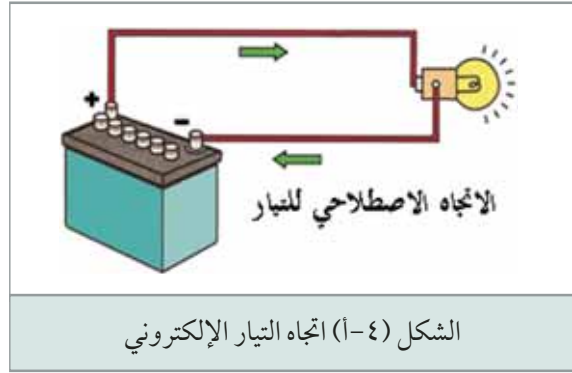 +
-
الاتجاه الاصطلاحي للتيار
الشكل (٤-أ) اتجاه التيار الإلكتروني